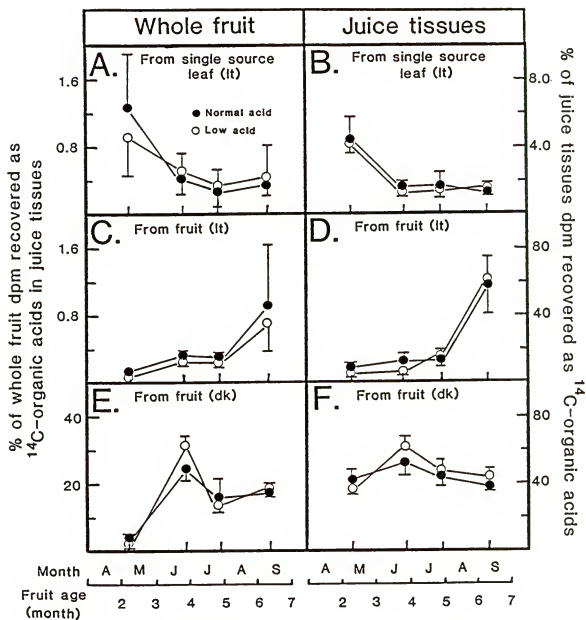 Whole fruit
Juice tissues
A.
From single source
leaf (lt)
Normal acid
Low acid
B.
From single source
leaf (lt)
C.
From fruit (lt)
D.
From fruit (lt)
E.
From fruit (dk)
F.
From fruit (dk)
1.6
0.8
8.0
4.0
1.6
0.8
80
40
40
20
80
40
% of whole fruit dpm recovered as
14C-organic acids in juice tissues
% of juice tissues dpm recovered as 14C-organic acids
Month
A M J J A S
A M J J A S
Fruit age
(month)
2 3 4 5 6 7
2 3 4 5 6 7